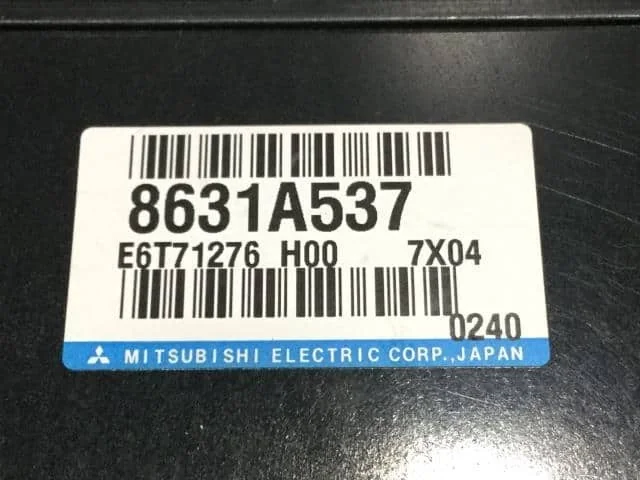 8631A537
E6T71276 H00 7X04
0240
MITSUBISHI ELECTRIC CORP., JAPAN